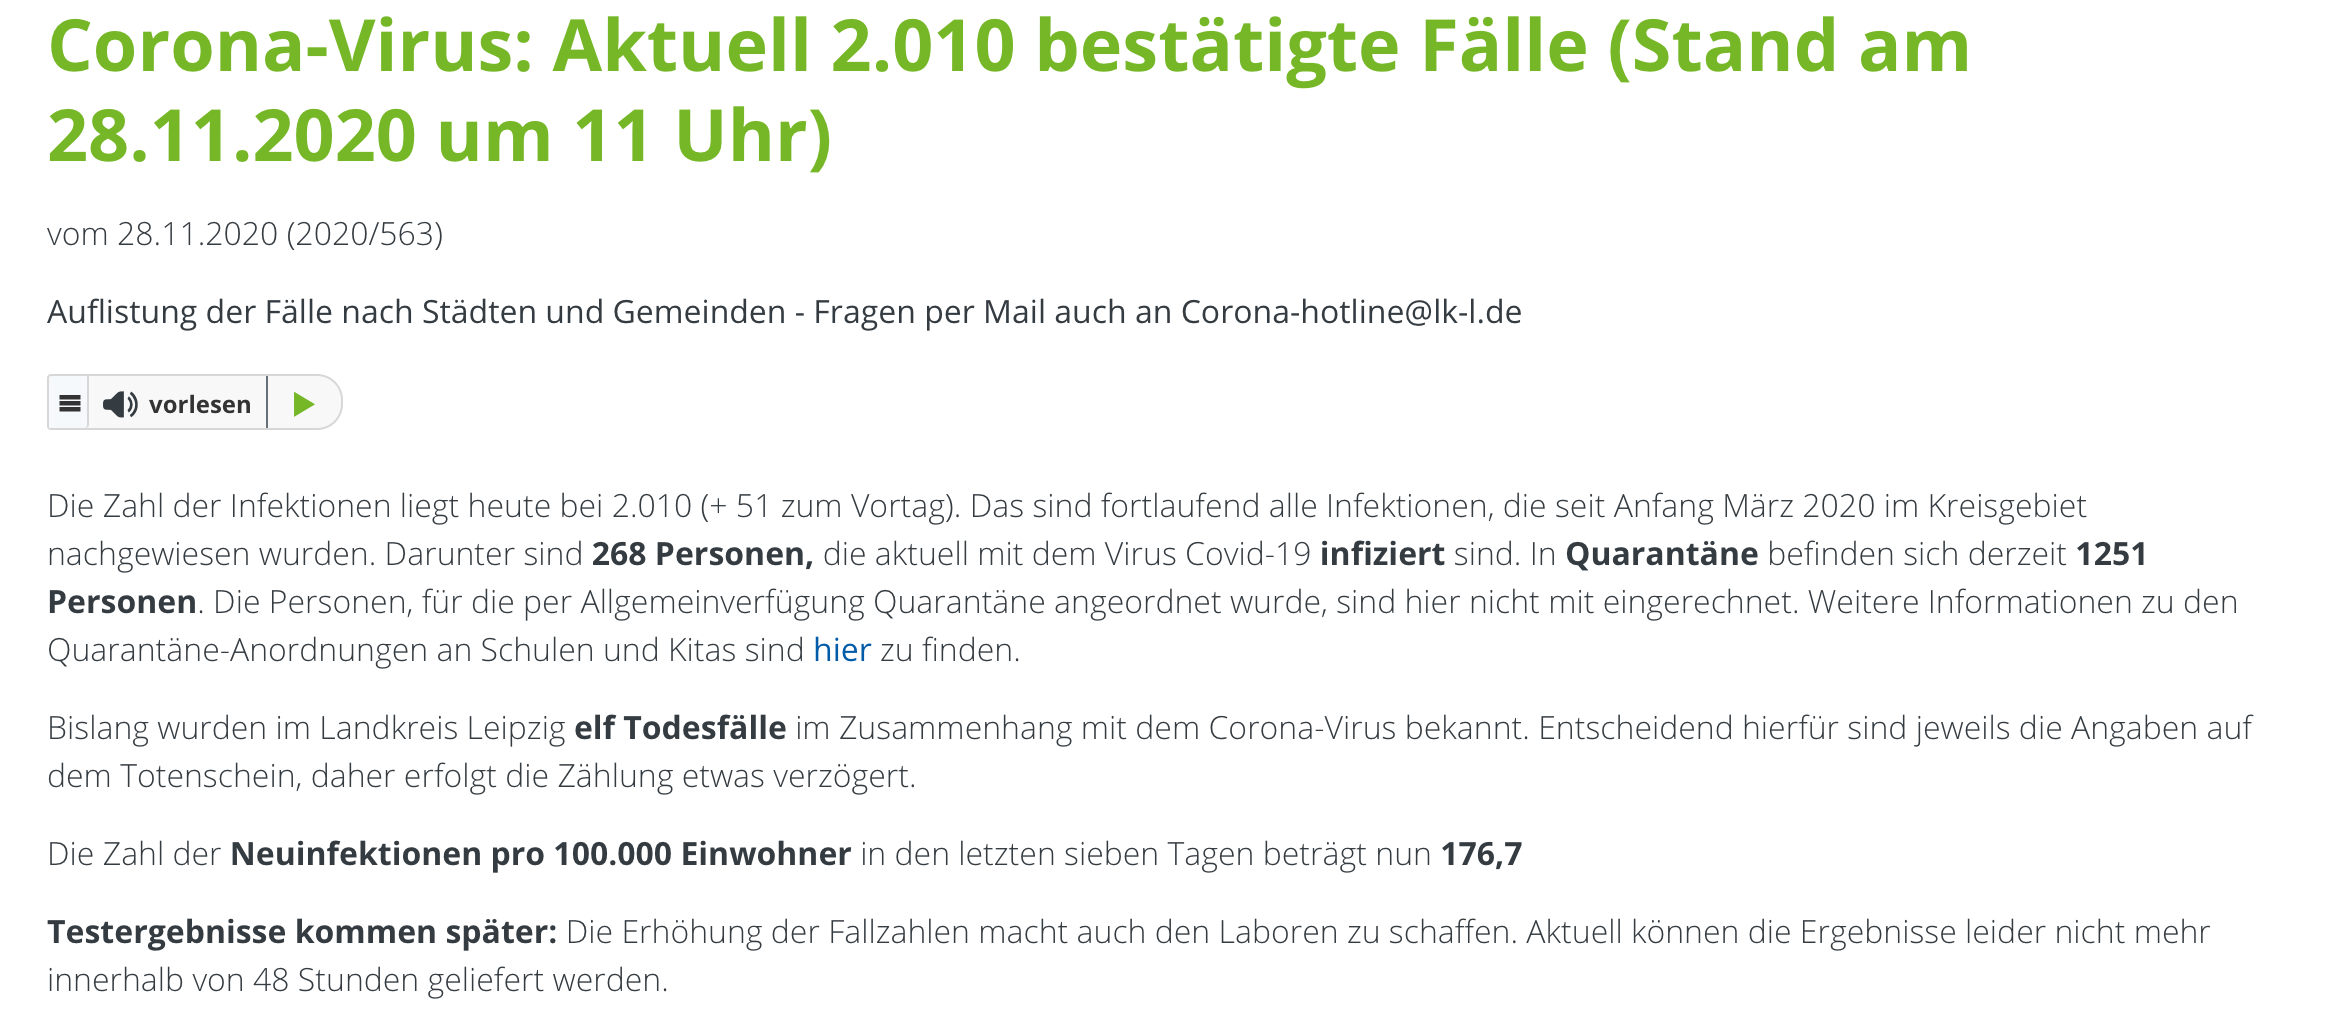 Corona-Virus: Aktuell 2.010 bestätigte Fälle (Stand am
28.11.2020 um 11 Uhr)
vom 28.11.2020 (2020/563)
Auflistung der Fälle nach Städten und Gemeinden - Fragen per Mail auch an Corona-hotline@lk-l.de
vorlesen
Die Zahl der Infektionen liegt heute bei 2.010 (+ 51 zum Vortag). Das sind fortlaufend alle Infektionen, die seit Anfang März 2020 im Kreisgebiet
nachgewiesen wurden. Darunter sind 268 Personen, die aktuell mit dem Virus Covid-19 infiziert sind. In Quarantäne befinden sich derzeit 1251
Personen. Die Personen, für die per Allgemeinverfügung Quarantäne angeordnet wurde, sind hier nicht mit eingerechnet. Weitere Informationen zu den
Quarantäne-Anordnungen an Schulen und Kitas sind hier zu finden.
Bislang wurden im Landkreis Leipzig elf Todesfälle im Zusammenhang mit dem Corona-Virus bekannt. Entscheidend hierfür sind jeweils die Angaben auf
dem Totenschein, daher erfolgt die Zählung etwas verzögert.
Die Zahl der Neuinfektionen pro 100.000 Einwohner in den letzten sieben Tagen beträgt nun 176,7
Testergebnisse kommen später: Die Erhöhung der Fallzahlen macht auch den Laboren zu schaffen. Aktuell können die Ergebnisse leider nicht mehr
innerhalb von 48 Stunden geliefert werden.